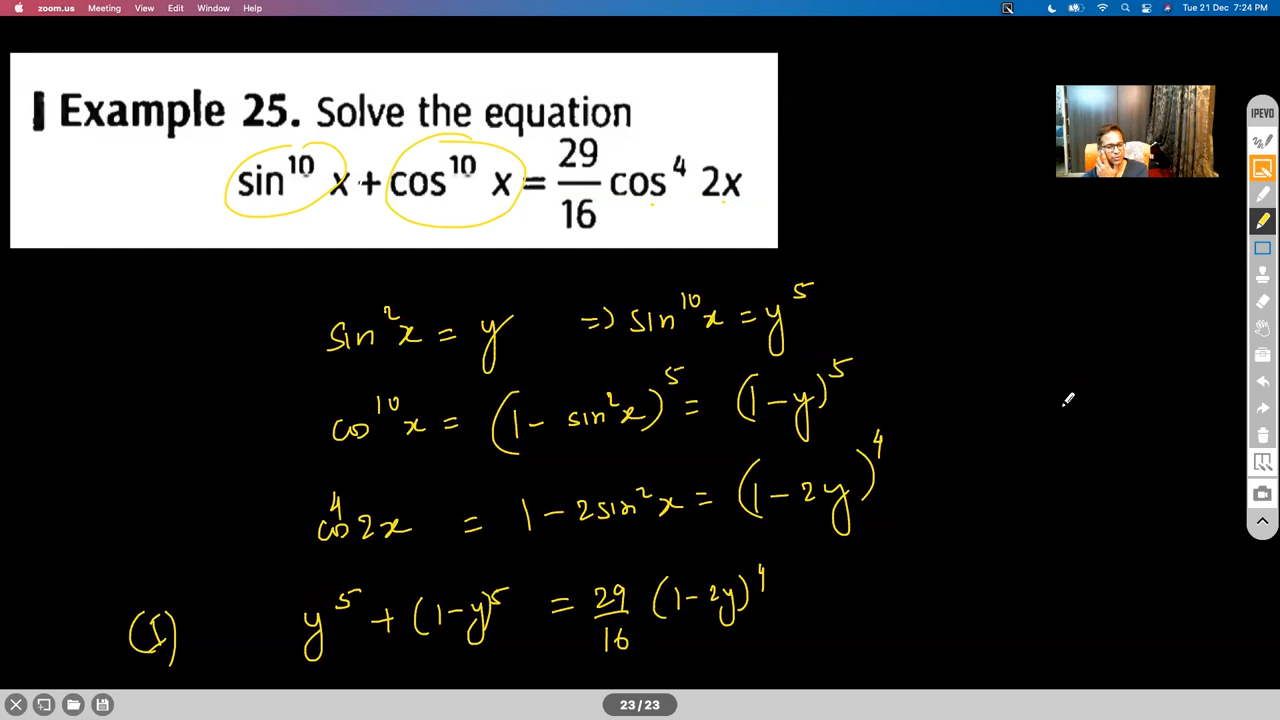 zoom.us Meeting View Edit Window Help Tue 21 Dec 7:24 PM
Example 25. Solve the equation
sin¹⁰ x + cos¹⁰ x = 29/16 cos⁴ 2x
IPEVO
sin²x = y ⇒ sin¹⁰x = y⁵
cos¹⁰x = (1 - sin²x)⁵ = (1-y)⁵
cos⁴2x = 1 - 2sin²x = (1-2y)⁴
(I) y⁵ + (1-y)⁵ = 29/16 (1-2y)⁴
23/23